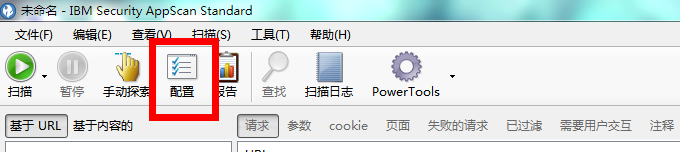 未命名 - IBM Security AppScan Standard
文件(F) 编辑(E) 查看(V) 扫描(S) 工具(T) 帮助(H)
扫描 暂停 手动探索 配置 报告 查找 扫描日志 PowerTools
基于 URL 基于内容的 请求 参数 cookie 页面 失败的请求 已过滤 需要用户交互 注释